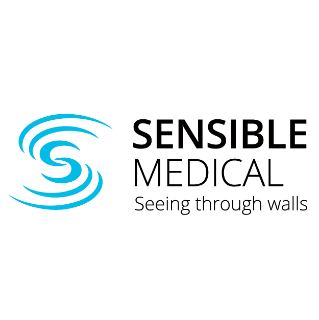 SENSIBLE
MEDICAL
Seeing through walls